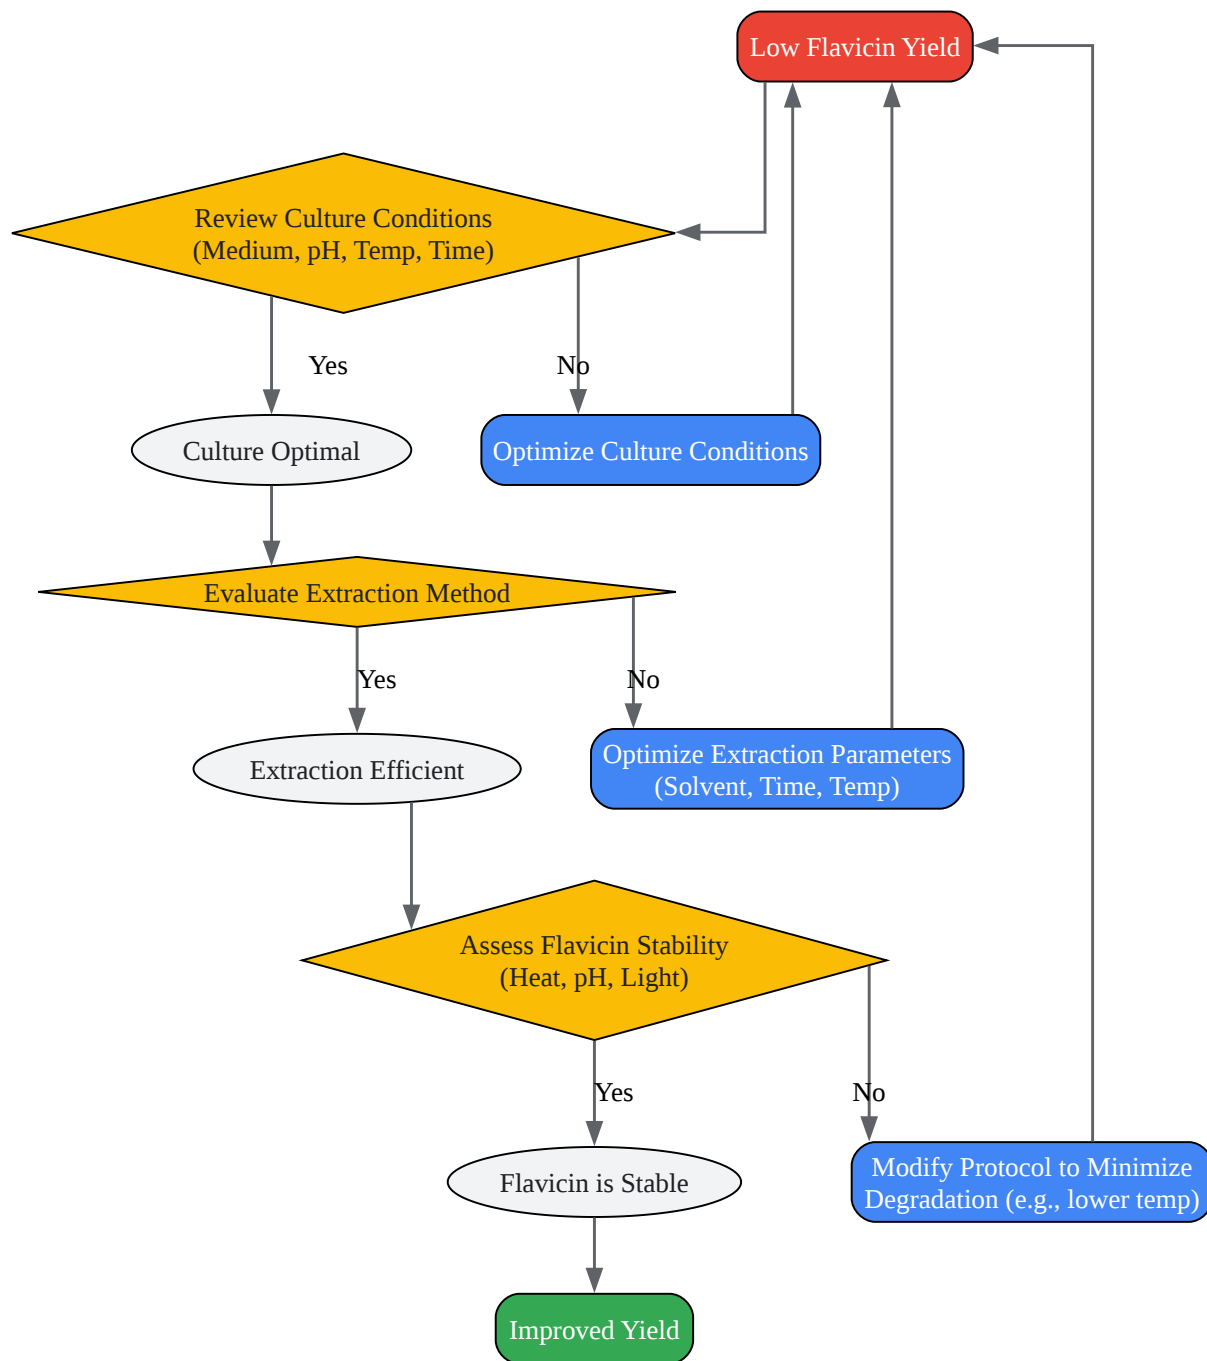 Low Flavicin Yield
Review Culture Conditions
(Medium, pH, Temp, Time)
Yes
No
Culture Optimal
Optimize Culture Conditions
Evaluate Extraction Method
Yes
No
Extraction Efficient
Optimize Extraction Parameters
(Solvent, Time, Temp)
Assess Flavicin Stability
(Heat, pH, Light)
Yes
No
Flavicin is Stable
Modify Protocol to Minimize
Degradation (e.g., lower temp)
Improved Yield